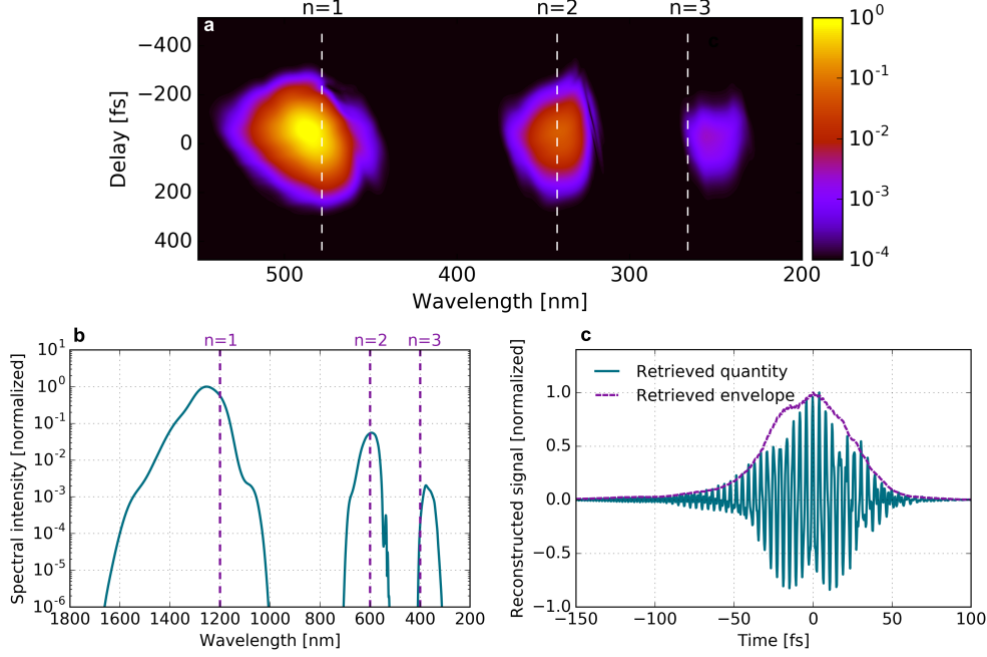 n=1 n=2 n=3
a
c
−400
−200
0
200
400
Delay [fs]
500 400 300 200
Wavelength [nm]
10^0
10^-1
10^-2
10^-3
10^-4
b
n=1 n=2 n=3
10^1
10^0
10^-1
10^-2
10^-3
10^-4
10^-5
10^-6
Spectral intensity [normalized]
1800 1600 1400 1200 1000 800 600 400 200
Wavelength [nm]
c
Retrieved quantity
Retrieved envelope
1.0
0.5
0.0
−0.5
−1.0
Reconstructed signal [normalized]
−150 −100 −50 0 50 100
Time [fs]